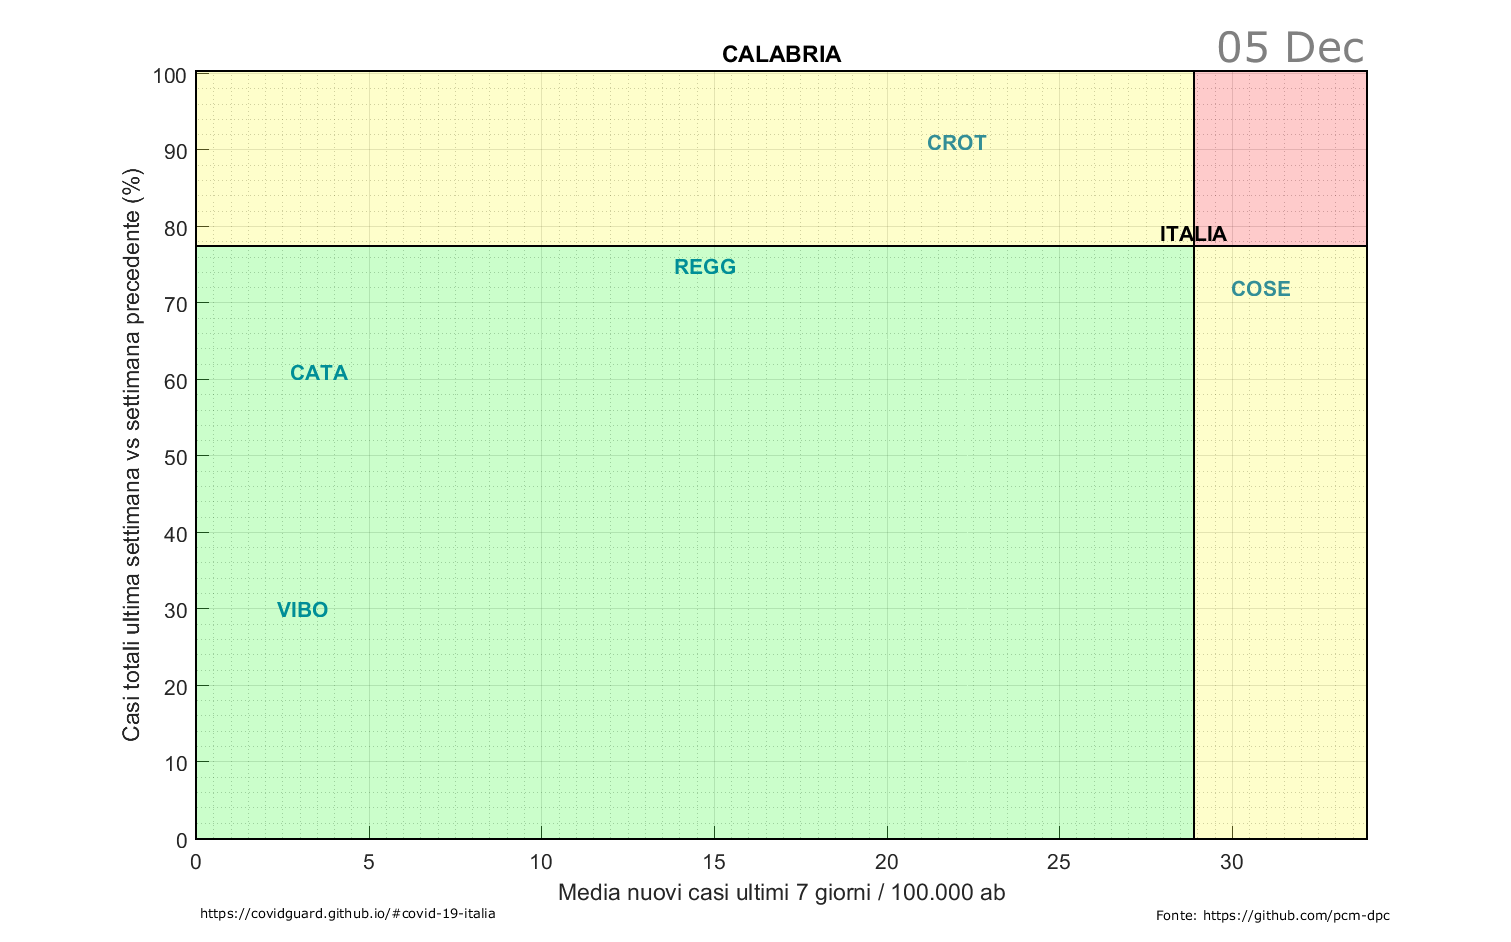 05 Dec
CALABRIA
100
90
80
70
60
50
40
30
20
10
0
Casi totali ultima settimana vs settimana precedente (%)
CROT
ITALIA
REGG
COSE
CATA
VIBO
0 5 10 15 20 25 30
Media nuovi casi ultimi 7 giorni / 100.000 ab
https://covidguard.github.io/#covid-19-italia
Fonte: https://github.com/pcm-dpc